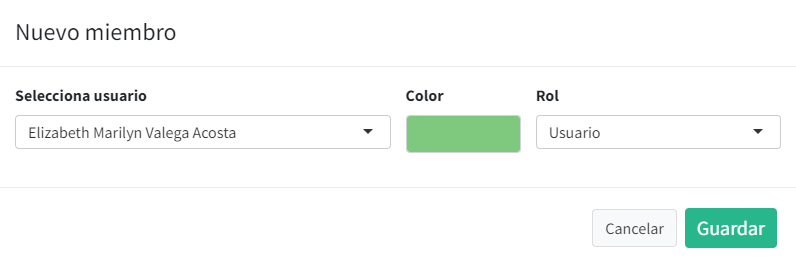 Nuevo miembro
Selecciona usuario Color Rol
Elizabeth Marilyn Valega Acosta Usuario
Cancelar Guardar